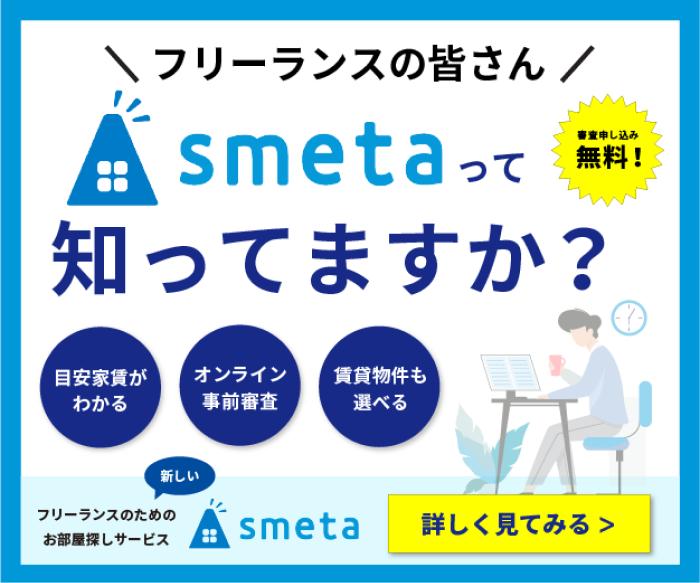 \ フリーランスの皆さん /
smetaって
審査申し込み
無料！
知ってますか？
目安家賃が
わかる
オンライン
事前審査
賃貸物件も
選べる
新しい
フリーランスのための
お部屋探しサービス
smeta
詳しく見てみる >